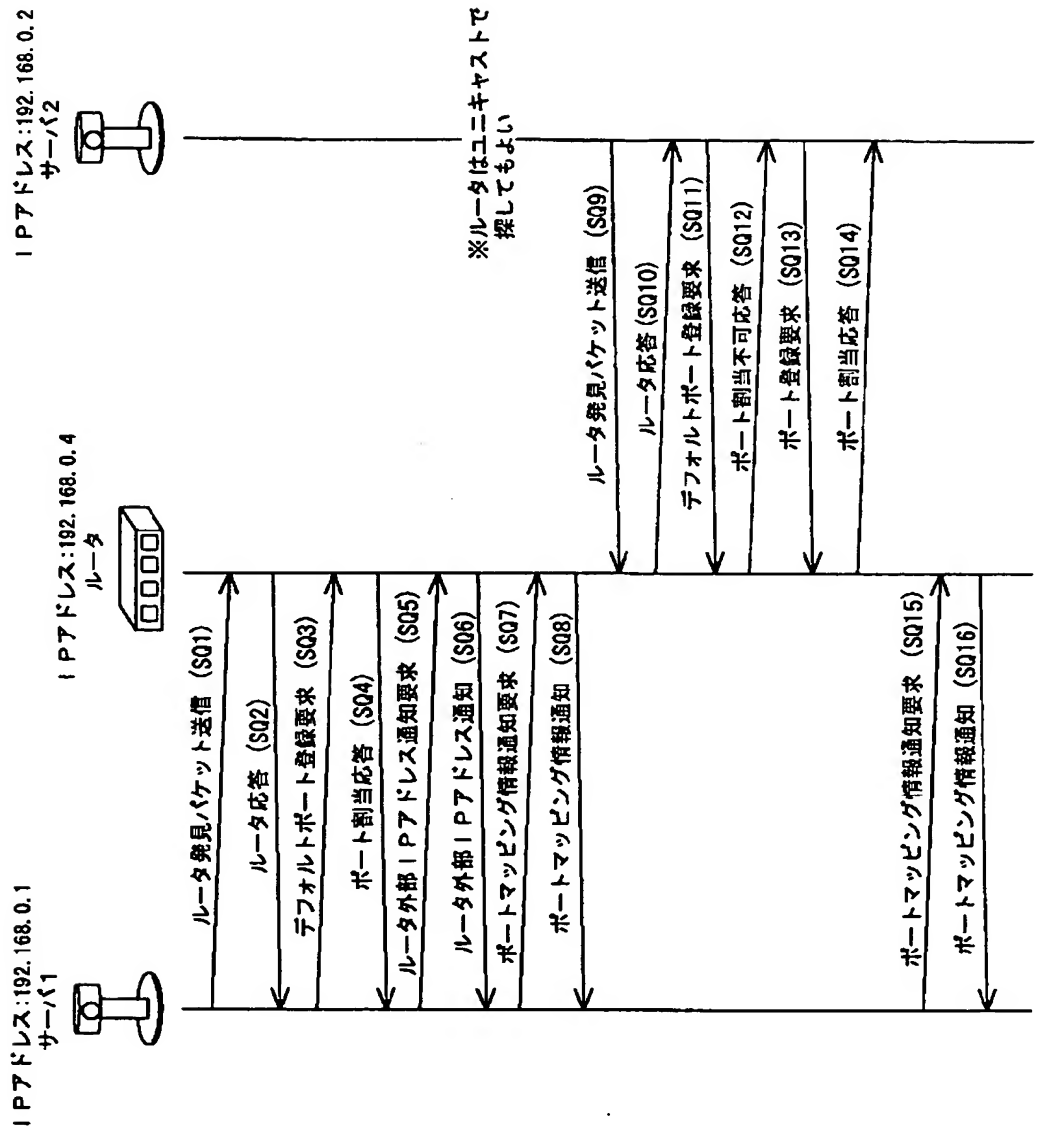 IPアドレス:192.168.0.1
サーバ1
IPアドレス:192.168.0.4
ルータ
IPアドレス:192.168.0.2
サーバ2
ルータ発見パケット送信 (SQ1)
ルータ応答 (SQ2)
デフォルトポート登録要求 (SQ3)
ポート割当応答 (SQ4)
ルータ外部IPアドレス通知要求 (SQ5)
ルータ外部IPアドレス通知 (SQ6)
ポートマッピング情報通知要求 (SQ7)
ポートマッピング情報通知 (SQ8)
※ルータはユニキャストで
探してもよい
ルータ発見パケット送信 (SQ9)
ルータ応答 (SQ10)
デフォルトポート登録要求 (SQ11)
ポート割当不可応答 (SQ12)
ポート登録要求 (SQ13)
ポート割当応答 (SQ14)
ポートマッピング情報通知要求 (SQ15)
ポートマッピング情報通知 (SQ16)